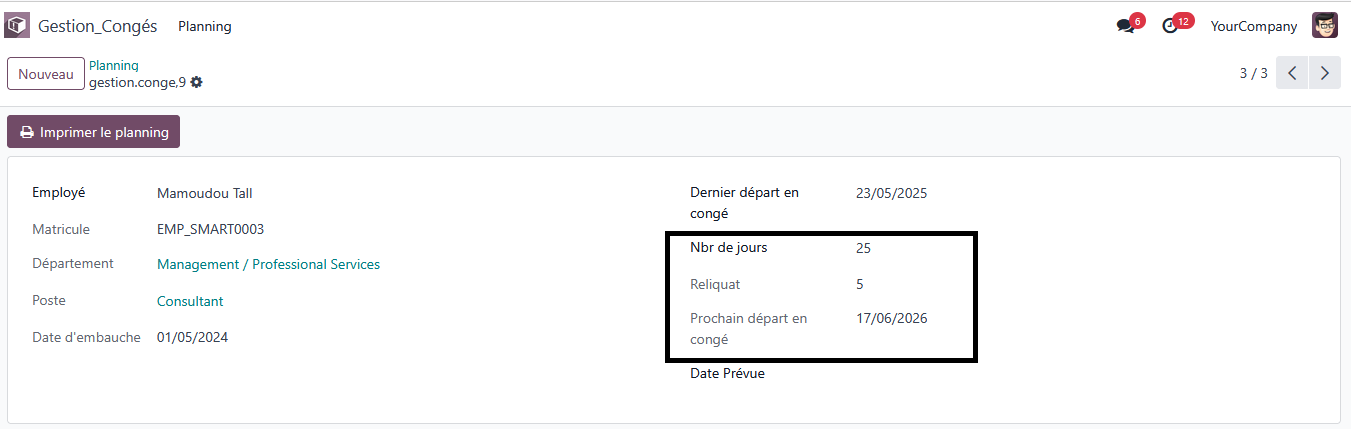 Gestion_Congés Planning 6 12 YourCompany
Nouveau
Planning
gestion.conge,9
3 / 3
Imprimer le planning
Employé Mamoudou Tall
Matricule EMP_SMART0003
Département Management / Professional Services
Poste Consultant
Date d'embauche 01/05/2024
Dernier départ en 23/05/2025
congé
Nbr de jours 25
Reliquat 5
Prochain départ en 17/06/2026
congé
Date Prévue